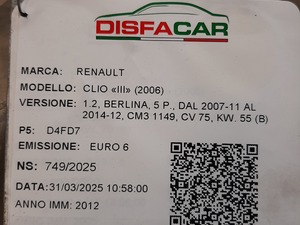 DISFACAR
MARCA: RENAULT
MODELLO: CLIO «III» (2006)
VERSIONE: 1.2, BERLINA, 5 P., DAL 2007-11 AL
2014-12, CM3 1149, CV 75, KW. 55 (B)
P5: D4FD7
EMISSIONE: EURO 6
NS: 749/2025
DATA:31/03/2025 10:58:00
ANNO IMM: 2012